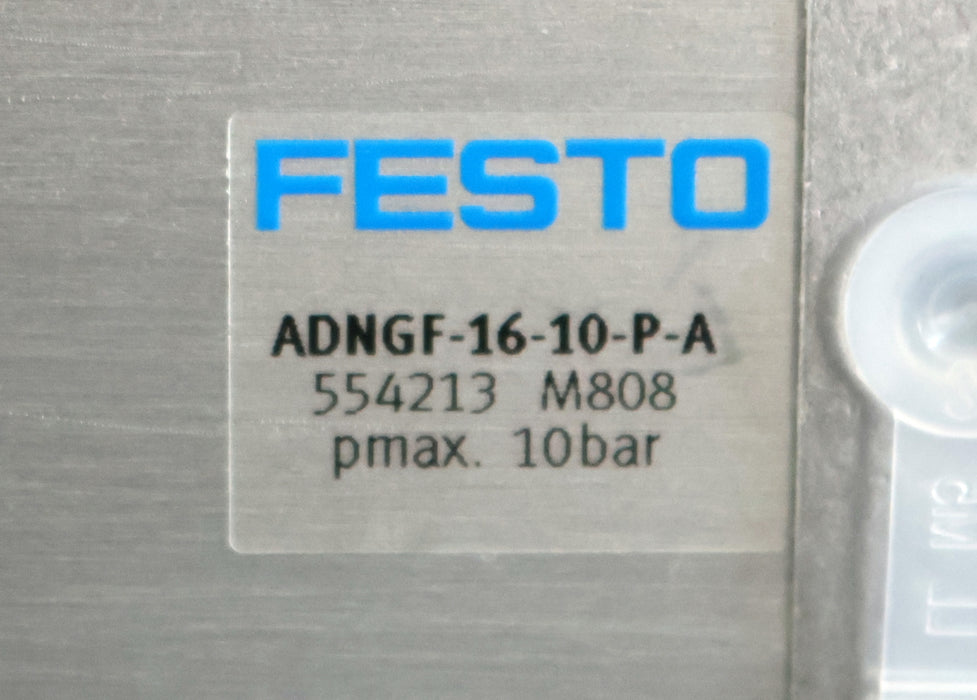 FESTO
ADNGF-16-10-P-A
554213 M808
pmax. 10bar